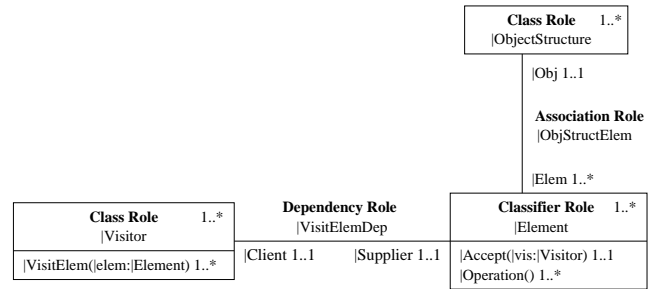 Class Role 1..*
|ObjectStructure
|Obj 1..1
Association Role
|ObjStructElem
|Elem 1..*
Class Role 1..*
|Visitor
|VisitElem(|elem:|Element) 1..*
Dependency Role
|VisitElemDep
|Client 1..1 |Supplier 1..1
Classifier Role 1..*
|Element
|Accept(|vis:|Visitor) 1..1
|Operation() 1..*